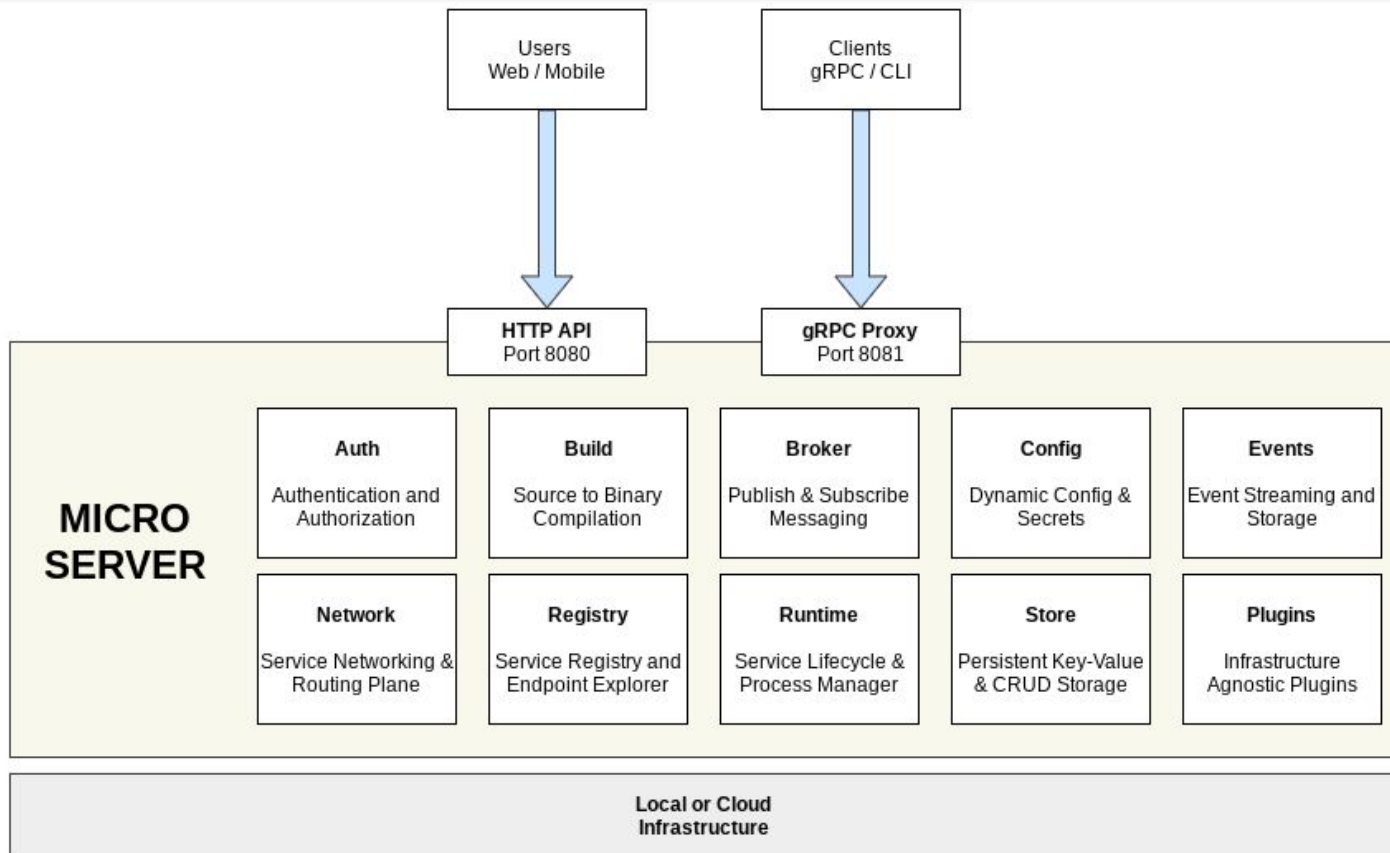 Users
Web / Mobile
Clients
gRPC / CLI
HTTP API
Port 8080
gRPC Proxy
Port 8081
MICRO
SERVER
Auth
Authentication and
Authorization
Build
Source to Binary
Compilation
Broker
Publish & Subscribe
Messaging
Config
Dynamic Config &
Secrets
Events
Event Streaming and
Storage
Network
Service Networking &
Routing Plane
Registry
Service Registry and
Endpoint Explorer
Runtime
Service Lifecycle &
Process Manager
Store
Persistent Key-Value
& CRUD Storage
Plugins
Infrastructure
Agnostic Plugins
Local or Cloud
Infrastructure